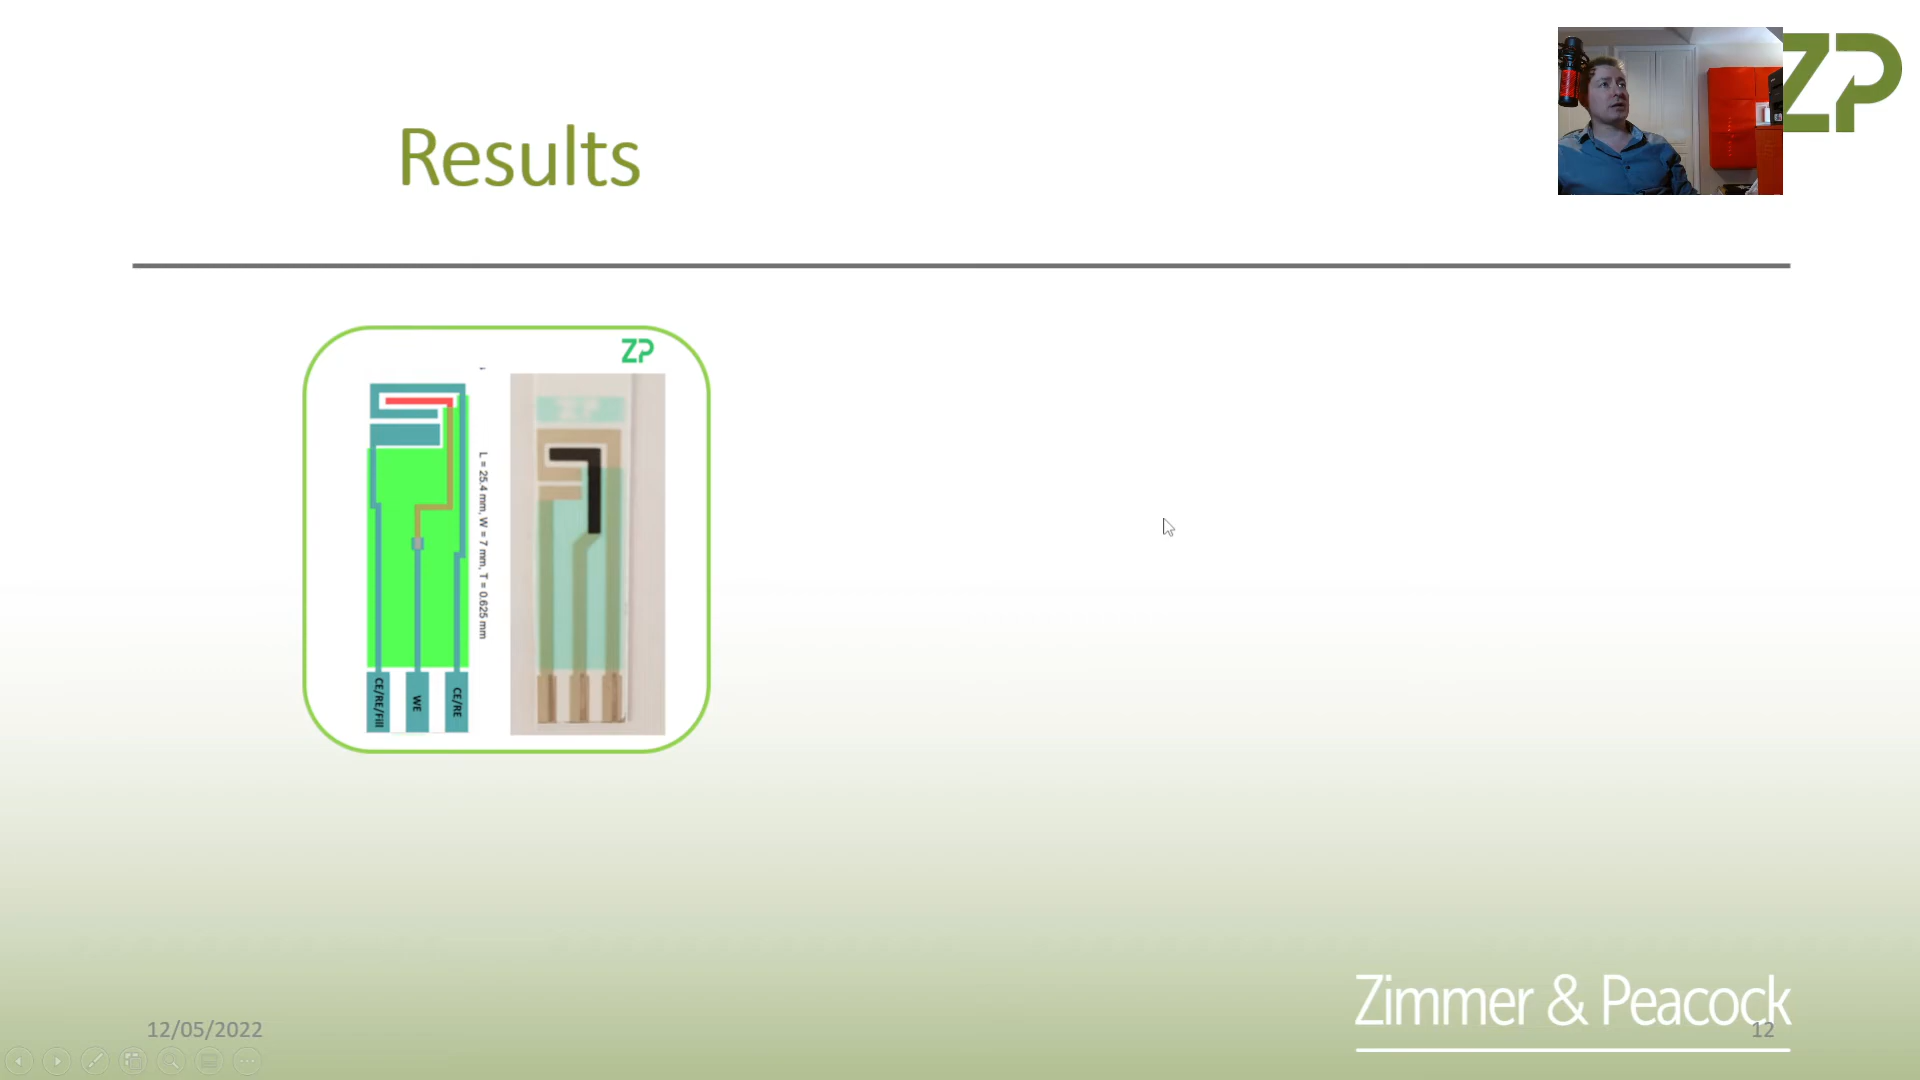 ZP
Results
ZP
L = 25.4 mm, W = 7 mm, T = 0.625 mm
CE/RE/Fill
WE
CE/RE
Zimmer & Peacock
12/05/2022
12